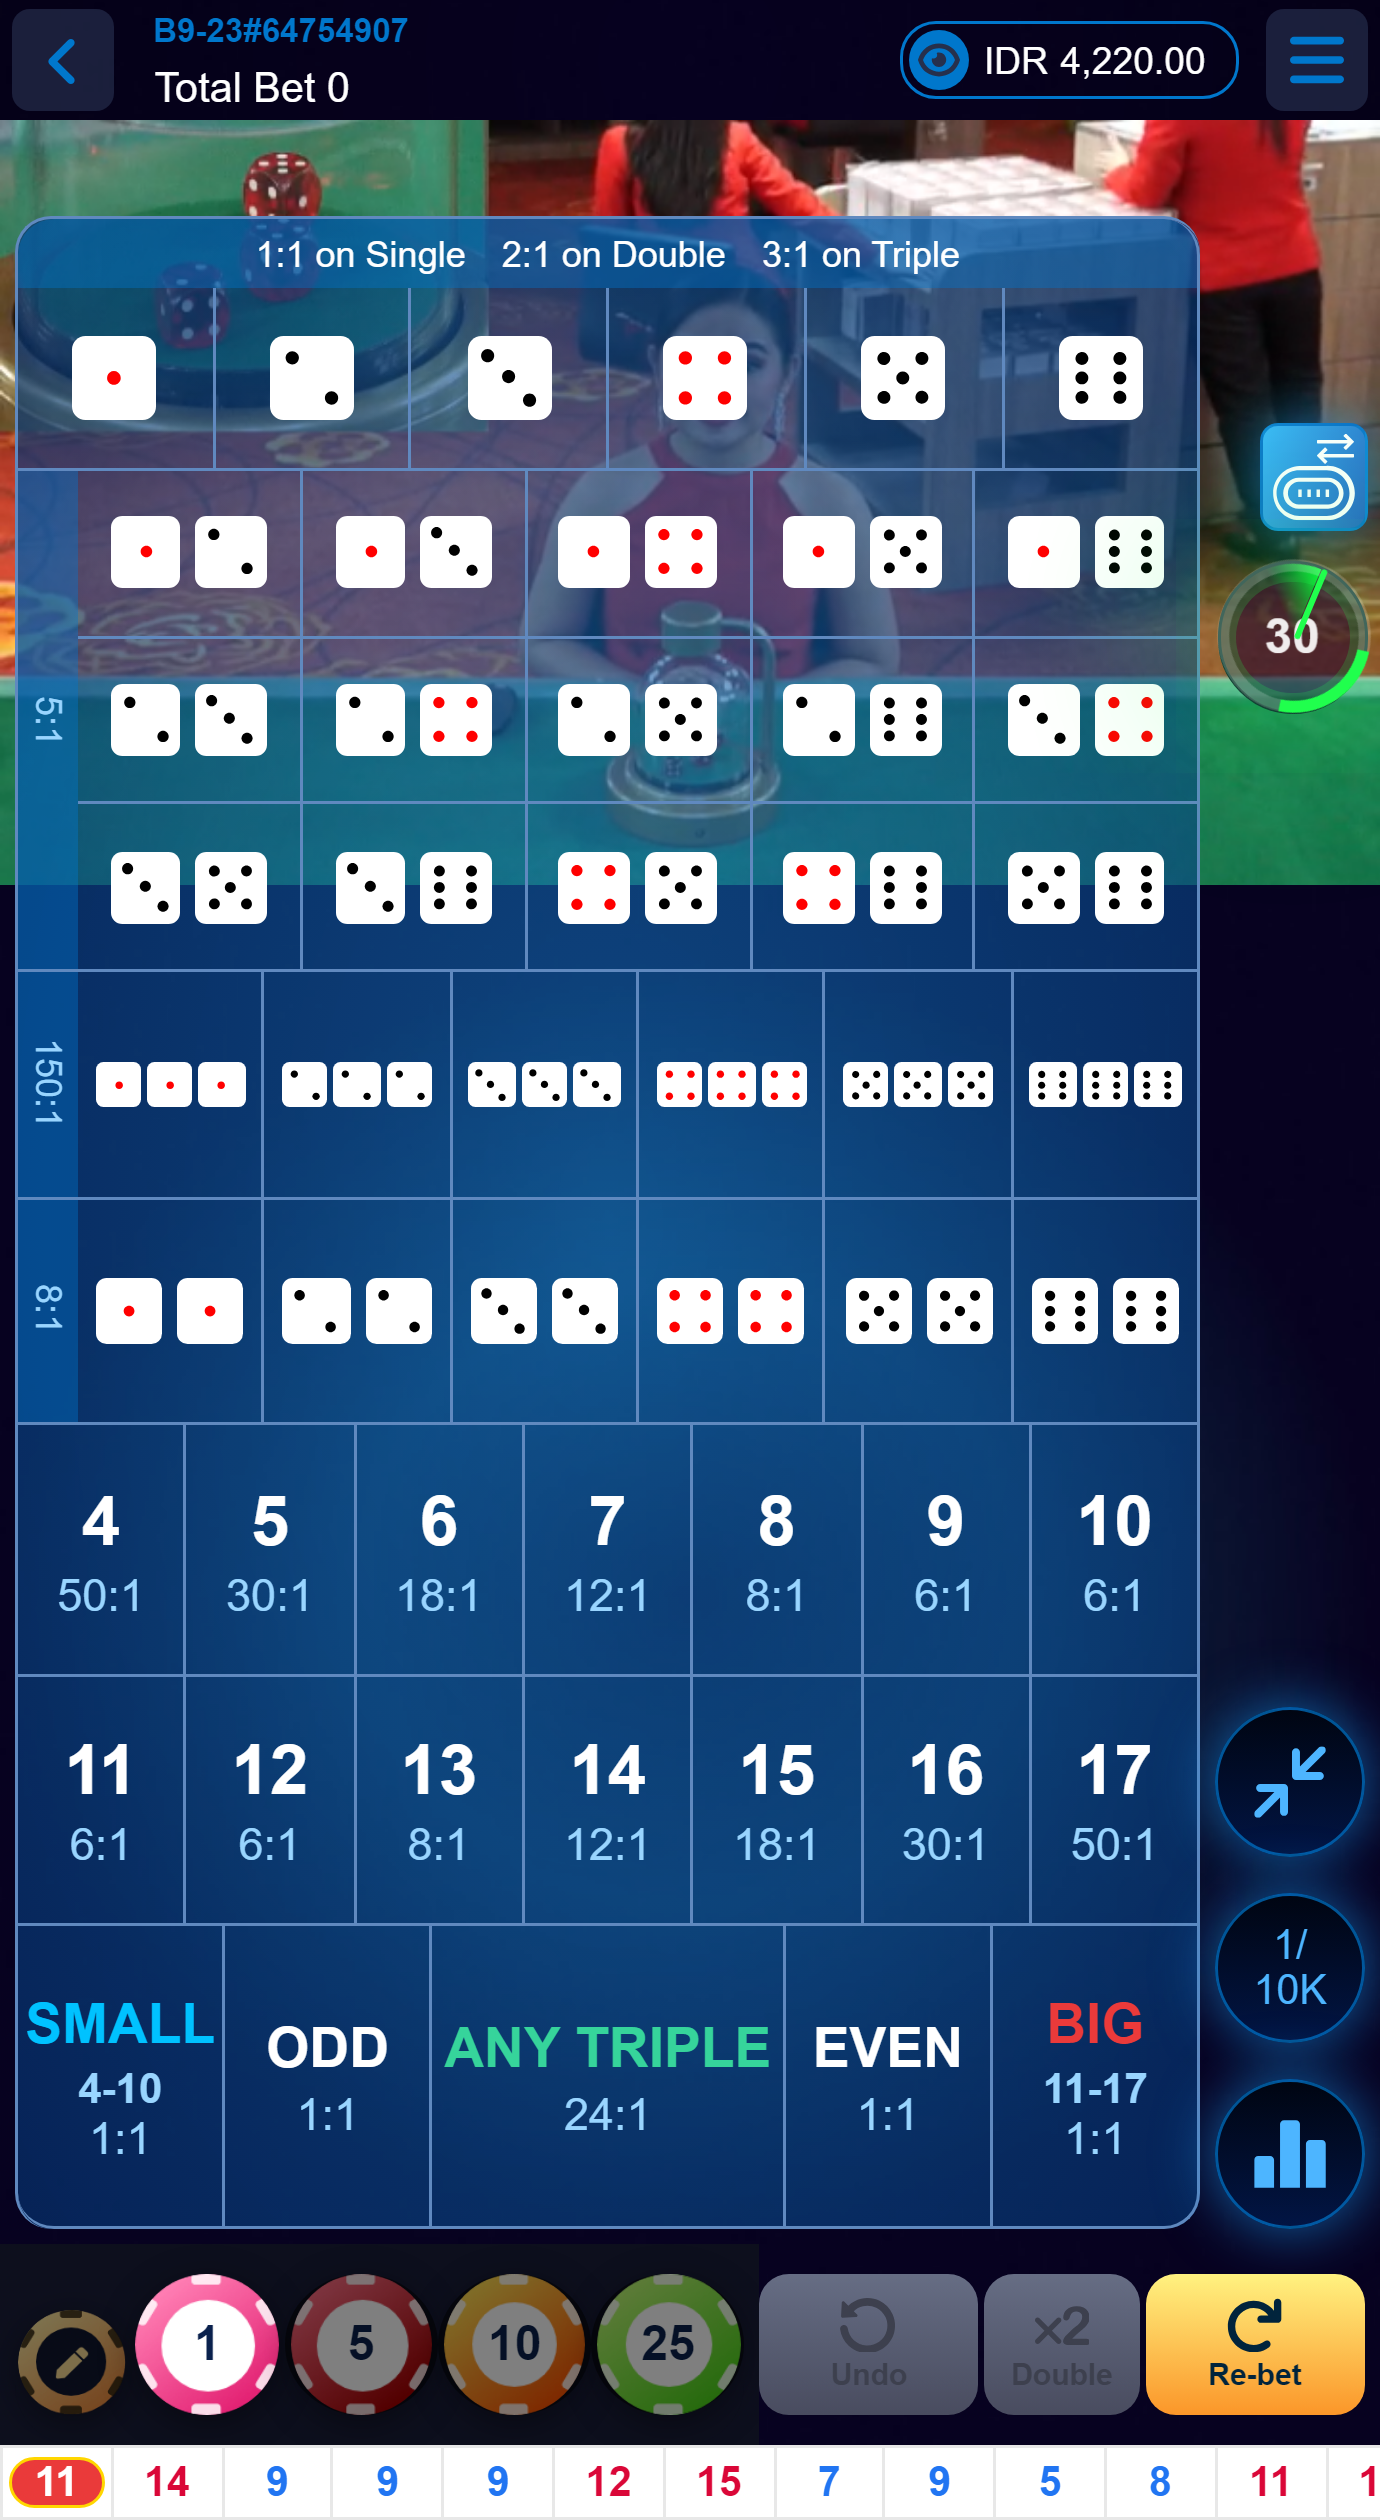 B9-23#64754907
Total Bet 0
IDR 4,220.00
1:1 on Single 2:1 on Double 3:1 on Triple
30
5:1
150:1
8:1
4 5 6 7 8 9 10
50:1 30:1 18:1 12:1 8:1 6:1 6:1
11 12 13 14 15 16 17
6:1 6:1 8:1 12:1 18:1 30:1 50:1
1/
10K
SMALL
4-10
1:1
ODD
1:1
ANY TRIPLE
24:1
EVEN
1:1
BIG
11-17
1:1
1 5 10 25
Undo
x2
Double
Re-bet
11 14 9 9 9 12 15 7 9 5 8 11